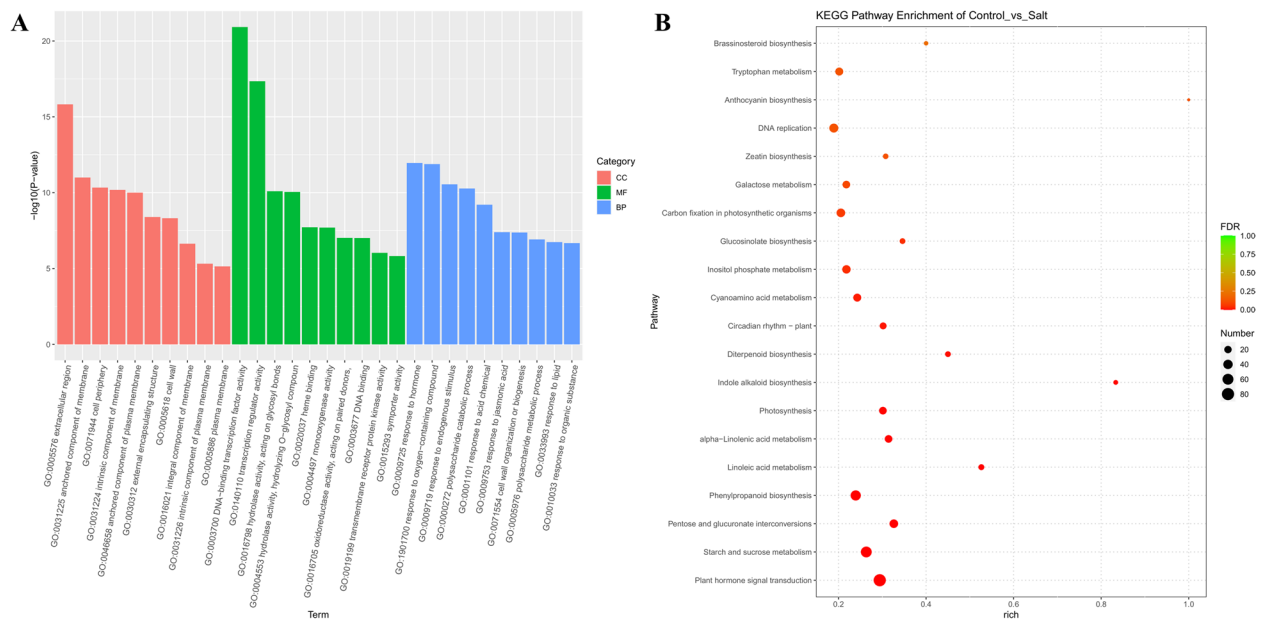 A
20
15
10
5
0
−log10(P−value)
GO:0005576 extracellular region
GO:0031225 anchored component of membrane
GO:0071944 cell periphery
GO:0031224 intrinsic component of membrane
GO:0046658 anchored component of plasma membrane
GO:0030312 external encapsulating structure
GO:0005618 cell wall
GO:0016021 integral component of membrane
GO:0031226 intrinsic component of plasma membrane
GO:0005886 plasma membrane
GO:0003700 DNA−binding transcription factor activity
GO:0140110 transcription regulator activity
GO:0016798 hydrolase activity, acting on glycosyl bonds
GO:0004553 hydrolase activity, hydrolyzing O−glycosyl compoun
GO:0020037 heme binding
GO:0004497 monooxygenase activity
GO:0016705 oxidoreductase activity, acting on paired donors,
GO:0003677 DNA binding
GO:0019199 transmembrane receptor protein kinase activity
GO:0015293 symporter activity
GO:0009725 response to hormone
GO:1901700 response to oxygen−containing compound
GO:0009719 response to endogenous stimulus
GO:0000272 polysaccharide catabolic process
GO:0001101 response to acid chemical
GO:0009753 response to jasmonic acid
GO:0071554 cell wall organization or biogenesis
GO:0005976 polysaccharide metabolic process
GO:0033993 response to lipid
GO:0010033 response to organic substance
Term
Category
CC
MF
BP
B
KEGG Pathway Enrichment of Control_vs_Salt
Pathway
Brassinosteroid biosynthesis
Tryptophan metabolism
Anthocyanin biosynthesis
DNA replication
Zeatin biosynthesis
Galactose metabolism
Carbon fixation in photosynthetic organisms
Glucosinolate biosynthesis
Inositol phosphate metabolism
Cyanoamino acid metabolism
Circadian rhythm − plant
Diterpenoid biosynthesis
Indole alkaloid biosynthesis
Photosynthesis
alpha−Linolenic acid metabolism
Linoleic acid metabolism
Phenylpropanoid biosynthesis
Pentose and glucuronate interconversions
Starch and sucrose metabolism
Plant hormone signal transduction
0.2 0.4 0.6 0.8 1.0
rich
FDR
1.00
0.75
0.50
0.25
0.00
Number
20
40
60
80